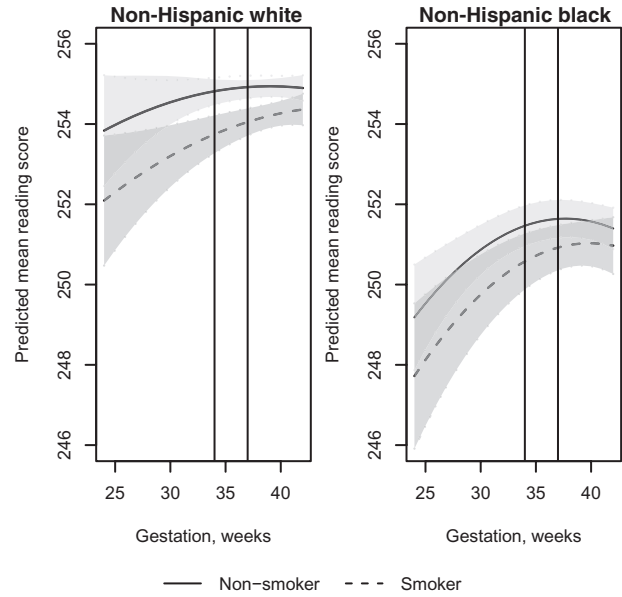 Non-Hispanic white
Non-Hispanic black
Predicted mean reading score
256
254
252
250
248
246
25 30 35 40
Gestation, weeks
Predicted mean reading score
256
254
252
250
248
246
25 30 35 40
Gestation, weeks
Non−smoker
Smoker